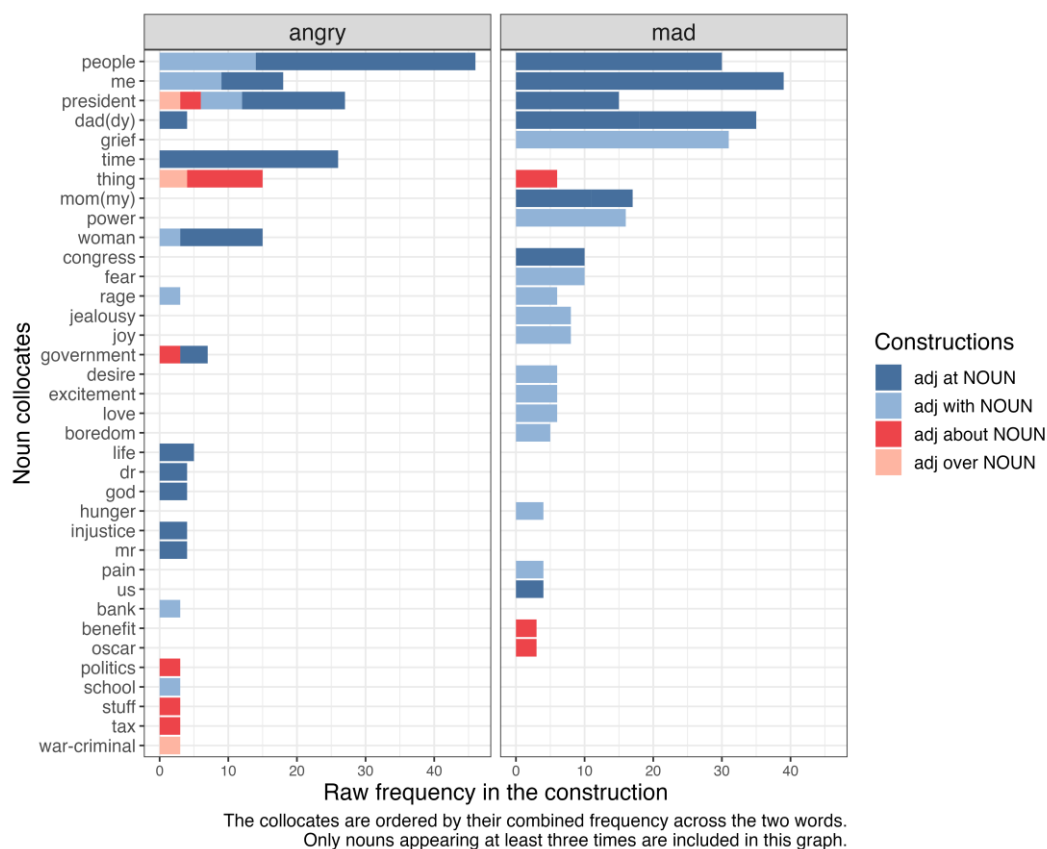 angry
mad
people
me
president
dad(dy)
grief
time
thing
mom(my)
power
woman
congress
fear
rage
jealousy
joy
government
desire
excitement
love
boredom
life
dr
god
hunger
injustice
mr
pain
us
bank
benefit
oscar
politics
school
stuff
tax
war-criminal
Noun collocates
0 10 20 30 40
0 10 20 30 40
Raw frequency in the construction
Constructions
adj at NOUN
adj with NOUN
adj about NOUN
adj over NOUN
The collocates are ordered by their combined frequency across the two words.
Only nouns appearing at least three times are included in this graph.